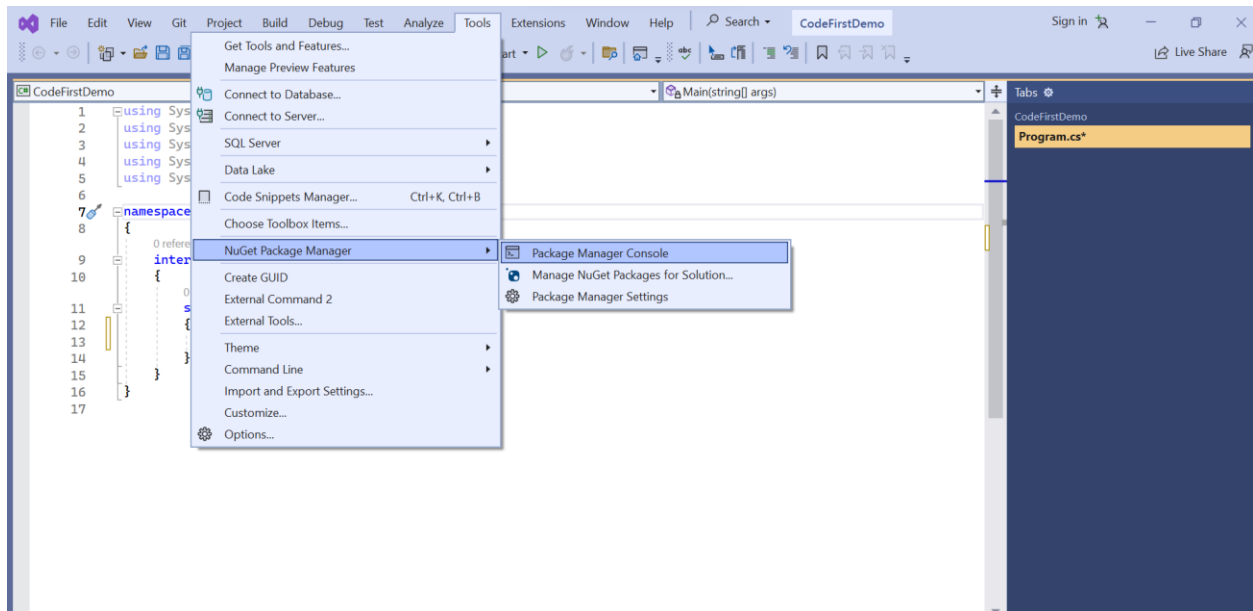 File Edit View Git Project Build Debug Test Analyze Tools Extensions Window Help Search CodeFirstDemo Sign in
art Live Share
CodeFirstDemo Main(string[] args) Tabs
CodeFirstDemo
Program.cs*
Get Tools and Features...
Manage Preview Features
Connect to Database...
Connect to Server...
SQL Server
Data Lake
Code Snippets Manager... Ctrl+K, Ctrl+B
Choose Toolbox Items...
NuGet Package Manager
Create GUID
External Command 2
External Tools...
Theme
Command Line
Import and Export Settings...
Customize...
Options...
Package Manager Console
Manage NuGet Packages for Solution...
Package Manager Settings
1 using Sys
2 using Sys
3 using Sys
4 using Sys
5 using Sys
6
7 namespace
8 {
0 refere
9 inter
10 {
0
11 s
12 {
13
14 }
15 }
16 }
17